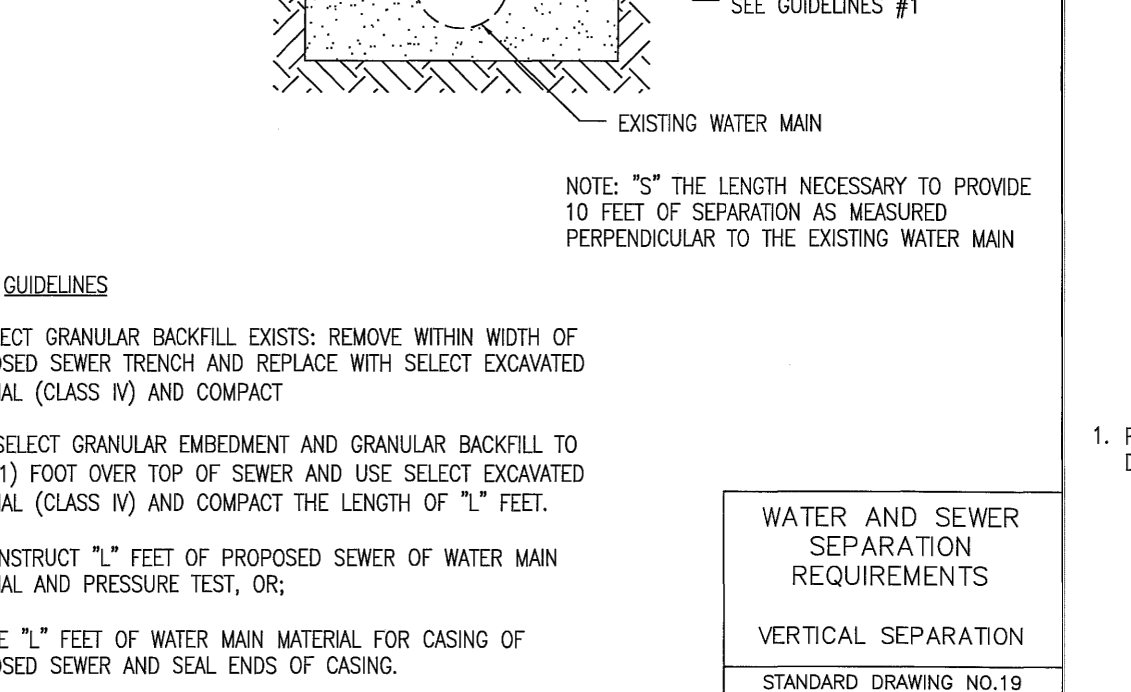 SEE GUIDELINES #1
EXISTING WATER MAIN
NOTE: "S" THE LENGTH NECESSARY TO PROVIDE
10 FEET OF SEPARATION AS MEASURED
PERPENDICULAR TO THE EXISTING WATER MAIN
GUIDELINES
ECT GRANULAR BACKFILL EXISTS: REMOVE WITHIN WIDTH OF
OSED SEWER TRENCH AND REPLACE WITH SELECT EXCAVATED
IAL (CLASS IV) AND COMPACT
SELECT GRANULAR EMBEDMENT AND GRANULAR BACKFILL TO
1) FOOT OVER TOP OF SEWER AND USE SELECT EXCAVATED
IAL (CLASS IV) AND COMPACT THE LENGTH OF "L" FEET.
NSTRUCT "L" FEET OF PROPOSED SEWER OF WATER MAIN
IAL AND PRESSURE TEST, OR;
E "L" FEET OF WATER MAIN MATERIAL FOR CASING OF
OSED SEWER AND SEAL ENDS OF CASING.
1.
WATER AND SEWER
SEPARATION
REQUIREMENTS
VERTICAL SEPARATION
STANDARD DRAWING NO.19